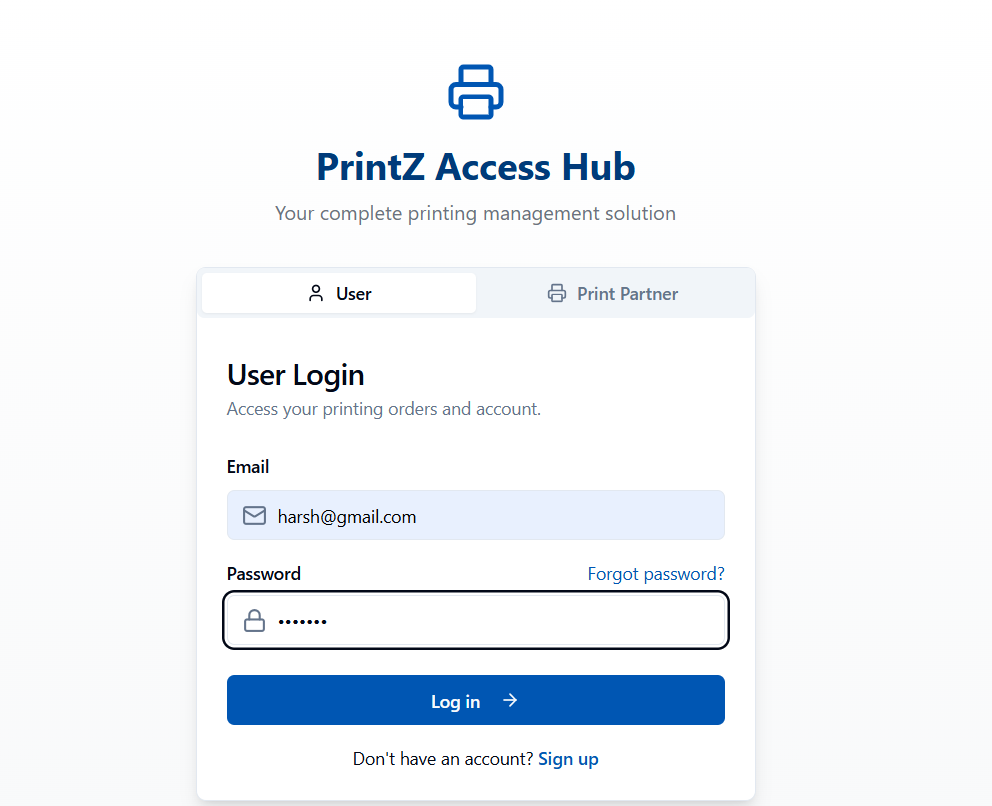 PrintZ Access Hub
Your complete printing management solution
User
Print Partner
User Login
Access your printing orders and account.
Email
harsh@gmail.com
Password
Forgot password?
•••••••
Log in →
Don't have an account? Sign up